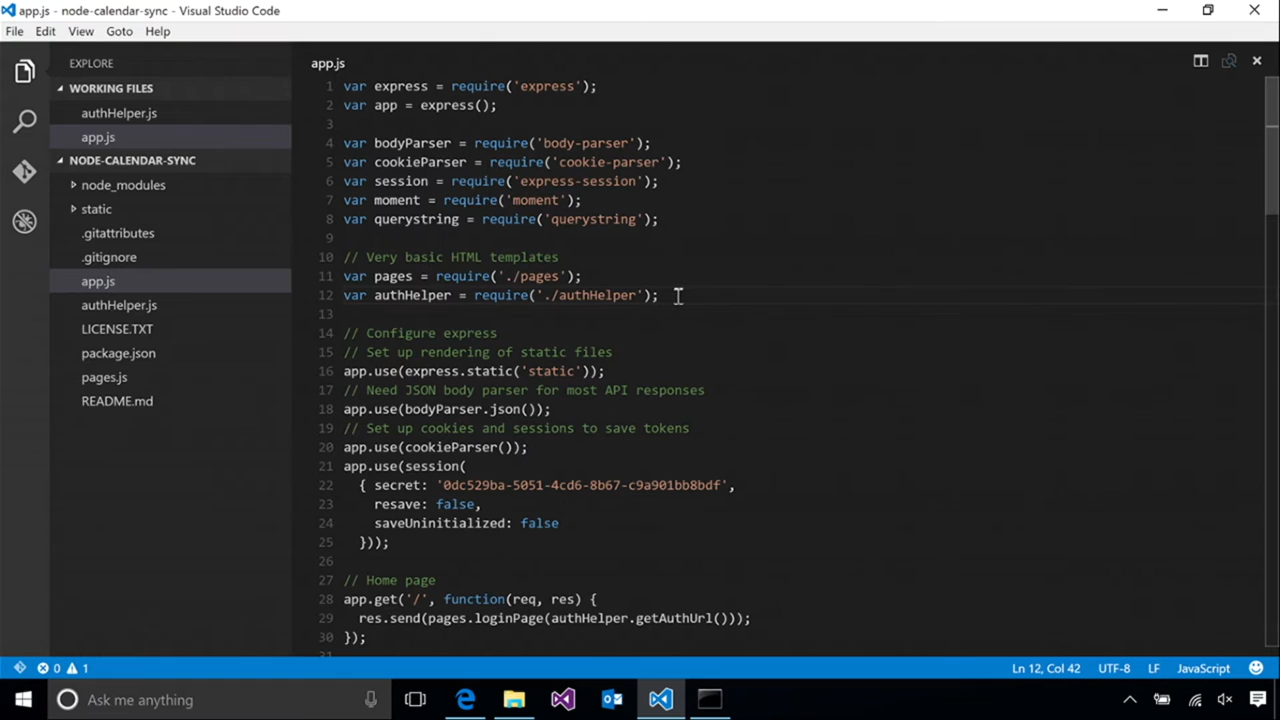 app.js - node-calendar-sync - Visual Studio Code
File Edit View Goto Help
EXPLORE
WORKING FILES
authHelper.js
app.js
NODE-CALENDAR-SYNC
node_modules
static
.gitattributes
.gitignore
app.js
authHelper.js
LICENSE.TXT
package.json
pages.js
README.md
app.js
1 var express = require('express');
2 var app = express();
3
4 var bodyParser = require('body-parser');
5 var cookieParser = require('cookie-parser');
6 var session = require('express-session');
7 var moment = require('moment');
8 var querystring = require('querystring');
9
10 // Very basic HTML templates
11 var pages = require('./pages');
12 var authHelper = require('./authHelper');
13
14 // Configure express
15 // Set up rendering of static files
16 app.use(express.static('static'));
17 // Need JSON body parser for most API responses
18 app.use(bodyParser.json());
19 // Set up cookies and sessions to save tokens
20 app.use(cookieParser());
21 app.use(session(
22 { secret: '0dc529ba-5051-4cd6-8b67-c9a901bb8bdf',
23 resave: false,
24 saveUninitialized: false
25 }));
26
27 // Home page
28 app.get('/', function(req, res) {
29 res.send(pages.loginPage(authHelper.getAuthUrl()));
30 });
31
0 1 Ln 12, Col 42 UTF-8 LF JavaScript
Ask me anything